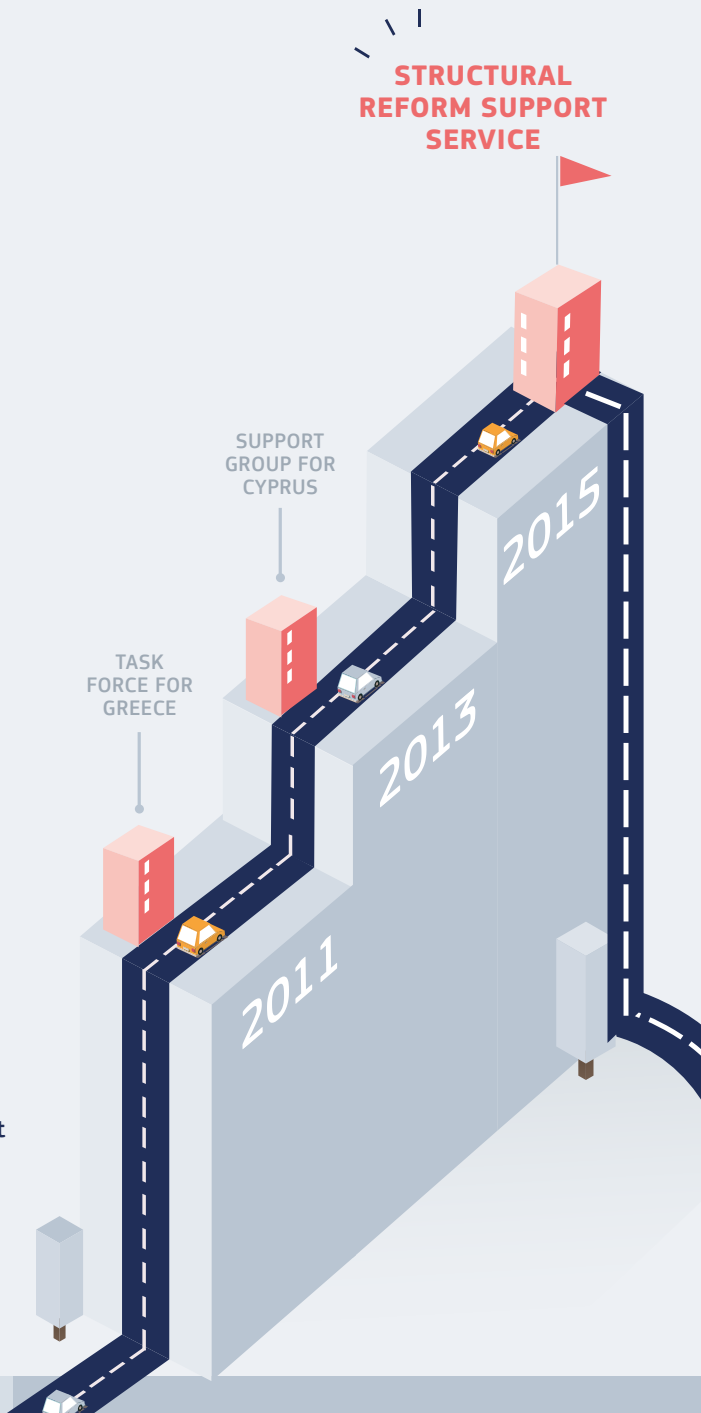 STRUCTURAL
REFORM SUPPORT
SERVICE
SUPPORT
GROUP FOR
CYPRUS
2015
TASK
FORCE FOR
GREECE
2013
2011
t